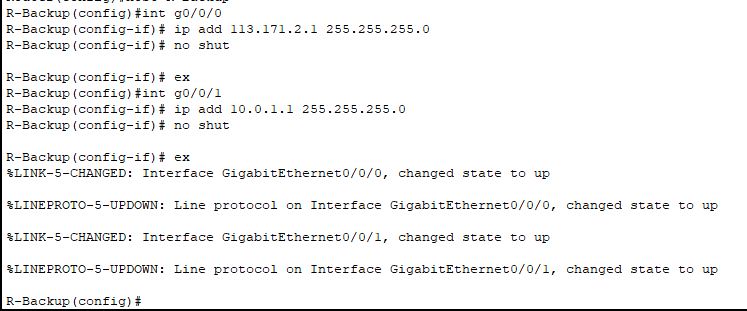 R-Backup(config)#int g0/0/0
R-Backup(config-if)# ip add 113.171.2.1 255.255.255.0
R-Backup(config-if)# no shut
R-Backup(config-if)# ex
R-Backup(config)#int g0/0/1
R-Backup(config-if)# ip add 10.0.1.1 255.255.255.0
R-Backup(config-if)# no shut
R-Backup(config-if)# ex
%LINK-5-CHANGED: Interface GigabitEthernet0/0/0, changed state to up
%LINEPROTO-5-UPDOWN: Line protocol on Interface GigabitEthernet0/0/0, changed state to up
%LINK-5-CHANGED: Interface GigabitEthernet0/0/1, changed state to up
%LINEPROTO-5-UPDOWN: Line protocol on Interface GigabitEthernet0/0/1, changed state to up
R-Backup(config)#